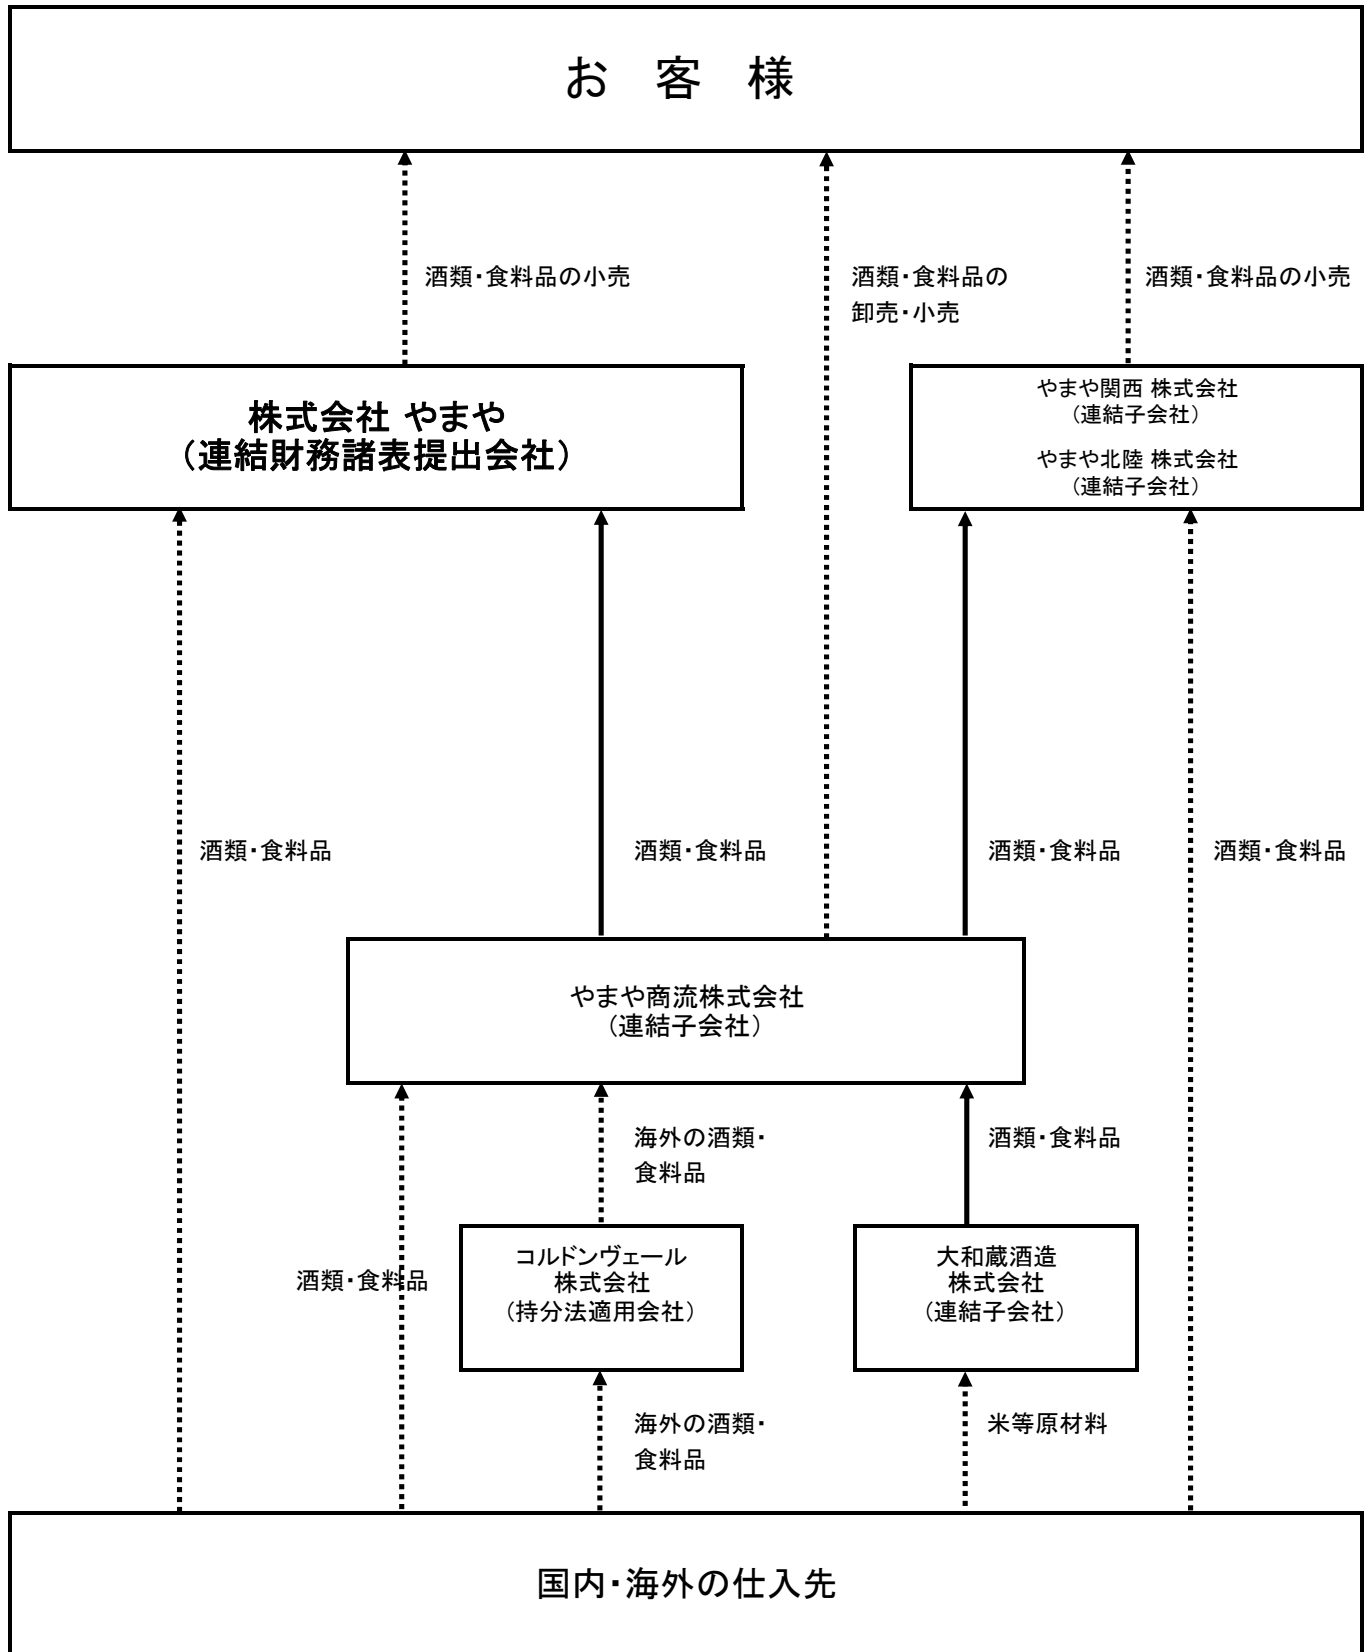 お 客 様
酒類・食料品の小売
酒類・食料品の
卸売・小売
酒類・食料品の小売
株式会社 やまや
（連結財務諸表提出会社）
やまや関西 株式会社
（連結子会社）
やまや北陸 株式会社
（連結子会社）
酒類・食料品
酒類・食料品
酒類・食料品
酒類・食料品
やまや商流株式会社
（連結子会社）
海外の酒類・
食料品
酒類・食料品
酒類・食料品
コルドンヴェール
株式会社
（持分法適用会社）
大和蔵酒造
株式会社
（連結子会社）
海外の酒類・
食料品
米等原材料
国内・海外の仕入先